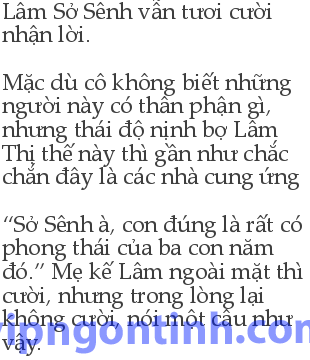 Lâm Sở Sênh vẫn tươi cười
nhận lời.
Mặc dù cô không biết những
người này có thân phận gì,
nhưng thái độ nịnh bợ Lâm
Thị thế này thì gần như chắc
chắn đây là các nhà cung ứng
“Sở Sênh à, con đúng là rất có
phong thái của ba con năm
đó.” Mẹ kế Lâm ngoài mặt thì
cười, nhưng trong lòng lại
không cười, nói một câu như
vậy.
vipngontinh.com